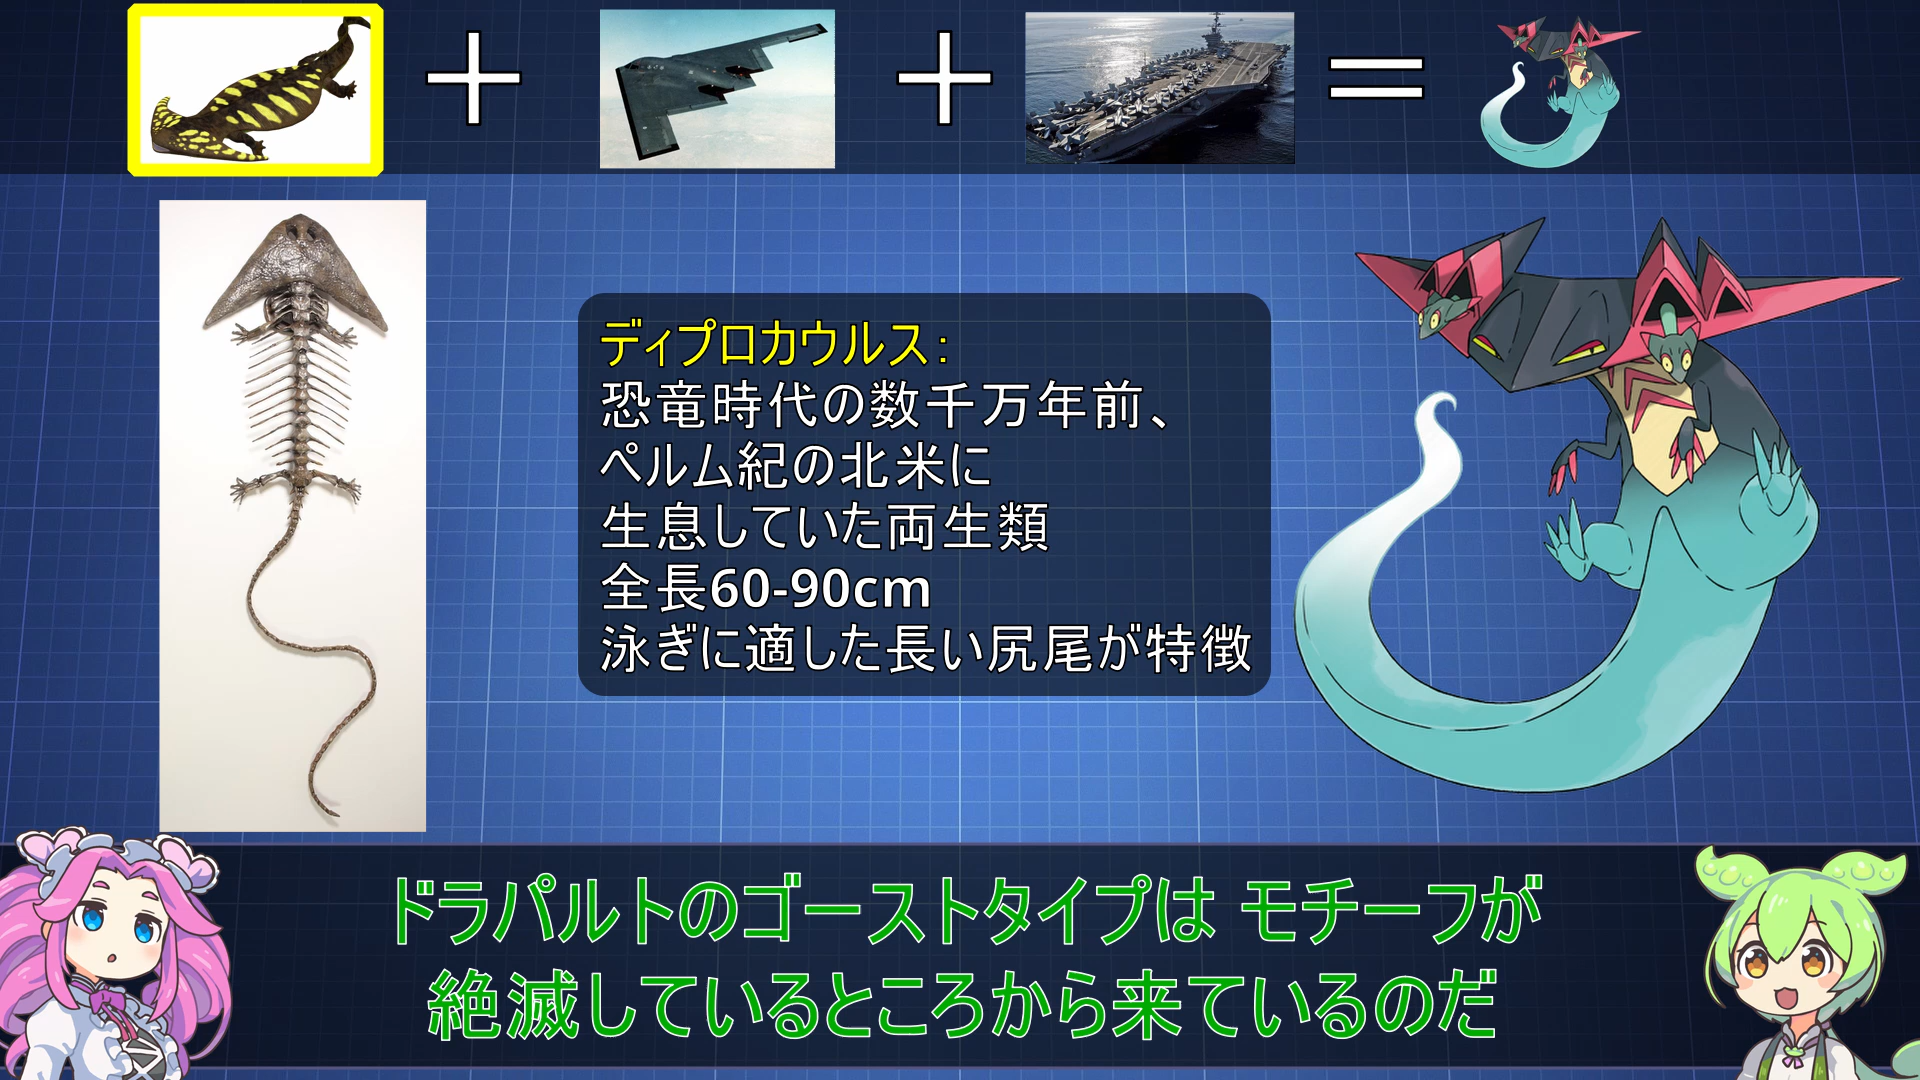 ディプロカウルス：
恐竜時代の数千万年前、
ペルム紀の北米に
生息していた両生類
全長60-90cm
泳ぎに適した長い尻尾が特徴
ドラパルトのゴーストタイプは モチーフが
絶滅しているところから来ているのだ